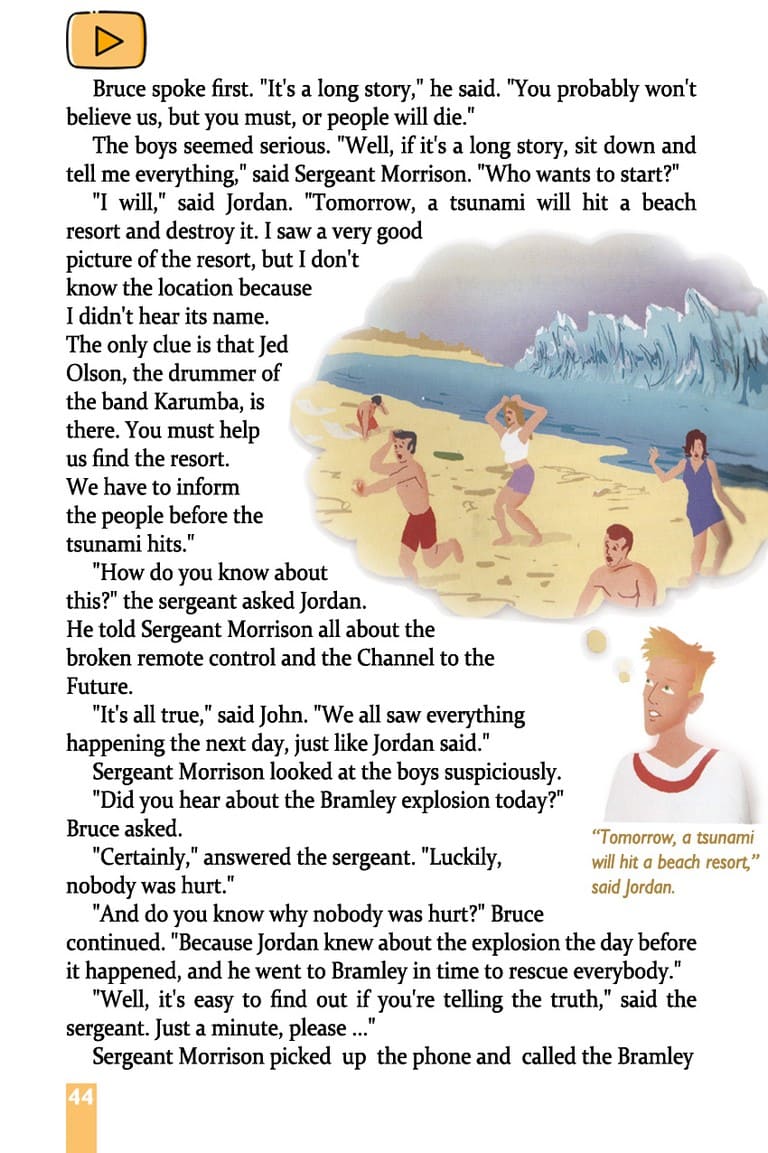 Bruce spoke first. "It's a long story," he said. "You probably won't
believe us, but you must, or people will die."
The boys seemed serious. "Well, if it's a long story, sit down and
tell me everything," said Sergeant Morrison. "Who wants to start?"
"I will," said Jordan. "Tomorrow, a tsunami will hit a beach
resort and destroy it. I saw a very good
picture of the resort, but I don't
know the location because
I didn't hear its name.
The only clue is that Jed
Olson, the drummer of
the band Karumba, is
there. You must help
us find the resort.
We have to inform
the people before the
tsunami hits."
"How do you know about
this?" the sergeant asked Jordan.
He told Sergeant Morrison all about the
broken remote control and the Channel to the
Future.
"It's all true," said John. "We all saw everything
happening the next day, just like Jordan said."
Sergeant Morrison looked at the boys suspiciously.
"Did you hear about the Bramley explosion today?"
Bruce asked.
"Certainly," answered the sergeant. "Luckily,
nobody was hurt."
"And do you know why nobody was hurt?" Bruce
continued. "Because Jordan knew about the explosion the day before
it happened, and he went to Bramley in time to rescue everybody."
"Well, it's easy to find out if you're telling the truth," said the
sergeant. Just a minute, please ..."
Sergeant Morrison picked up the phone and called the Bramley
“Tomorrow, a tsunami
will hit a beach resort,”
said Jordan.
44